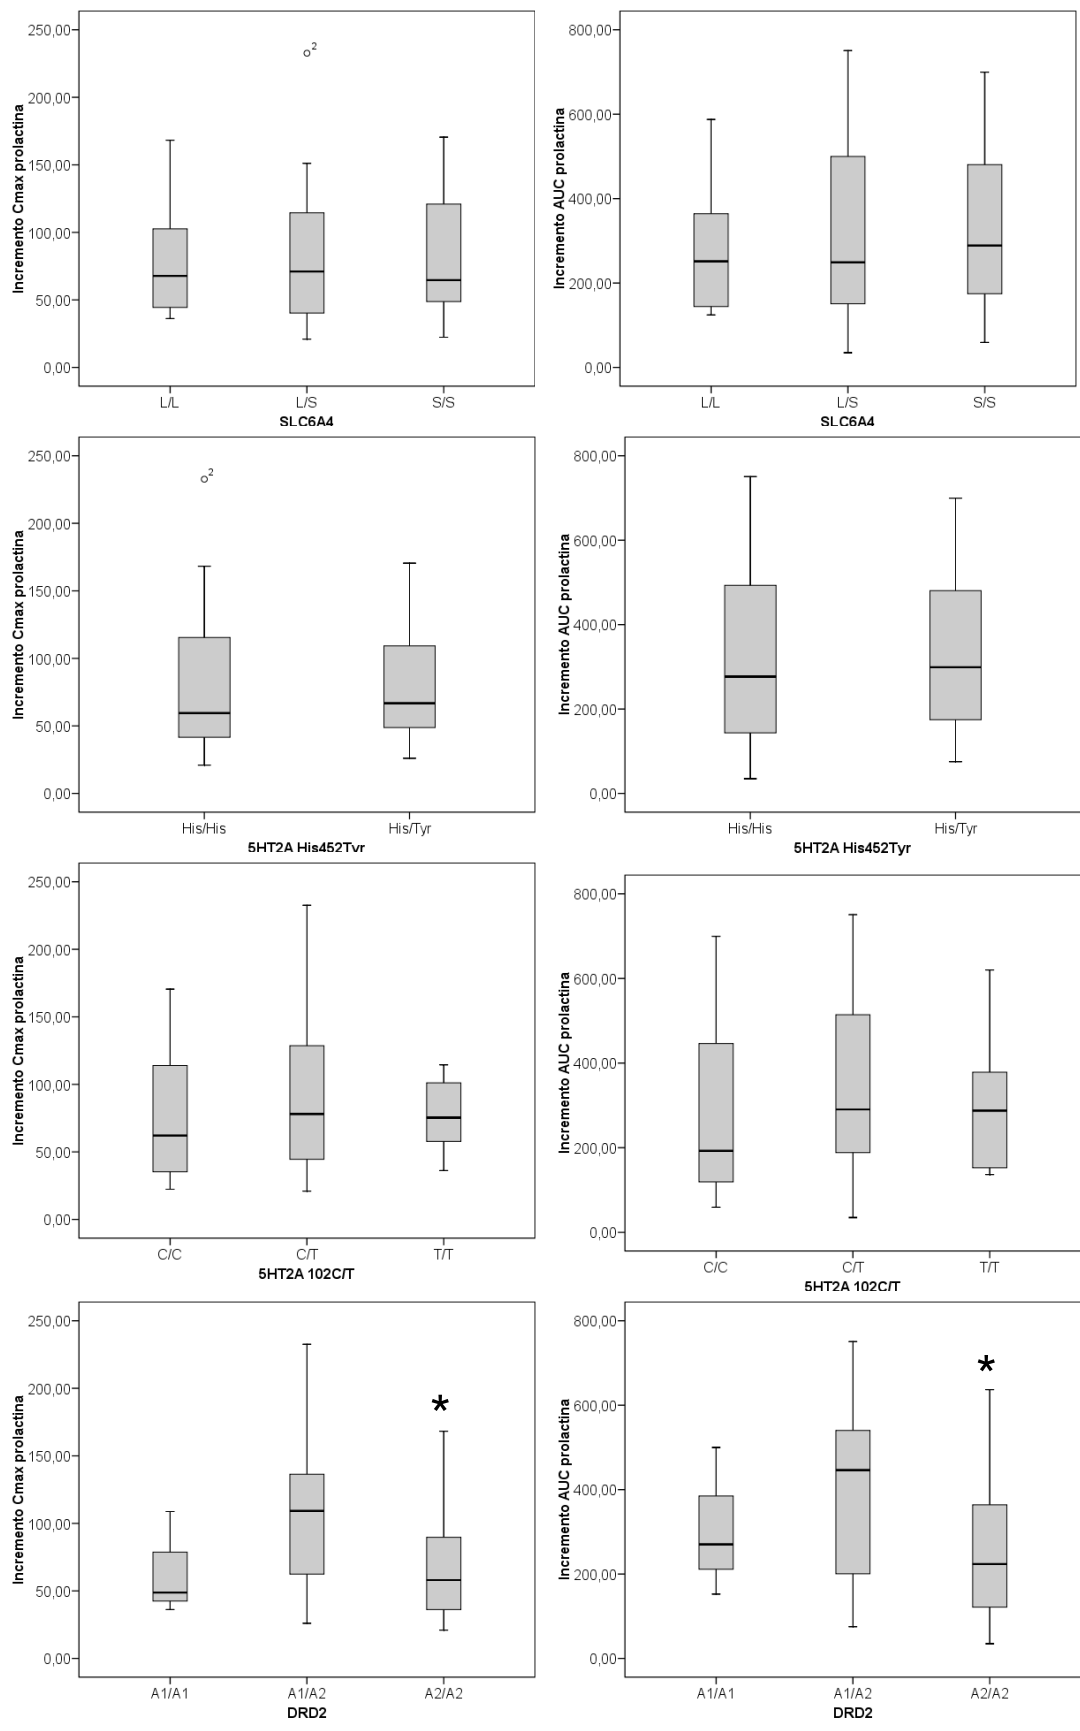 Incremento Cmax prolactina
250,00
200,00
150,00
100,00
50,00
0,00
2
L/L L/S S/S
SLC6A4
Incremento AUC prolactina
800,00
600,00
400,00
200,00
0,00
L/L L/S S/S
SLC6A4
Incremento Cmax prolactina
250,00
200,00
150,00
100,00
50,00
0,00
2
His/His His/Tyr
5HT2A His452Tyr
Incremento AUC prolactina
800,00
600,00
400,00
200,00
0,00
His/His His/Tyr
5HT2A His452Tyr
Incremento Cmax prolactina
250,00
200,00
150,00
100,00
50,00
0,00
C/C C/T T/T
5HT2A 102C/T
Incremento AUC prolactina
800,00
600,00
400,00
200,00
0,00
C/C C/T T/T
5HT2A 102C/T
Incremento Cmax prolactina
250,00
200,00
150,00
100,00
50,00
0,00
*
A1/A1 A1/A2 A2/A2
DRD2
Incremento AUC prolactina
800,00
600,00
400,00
200,00
0,00
*
A1/A1 A1/A2 A2/A2
DRD2